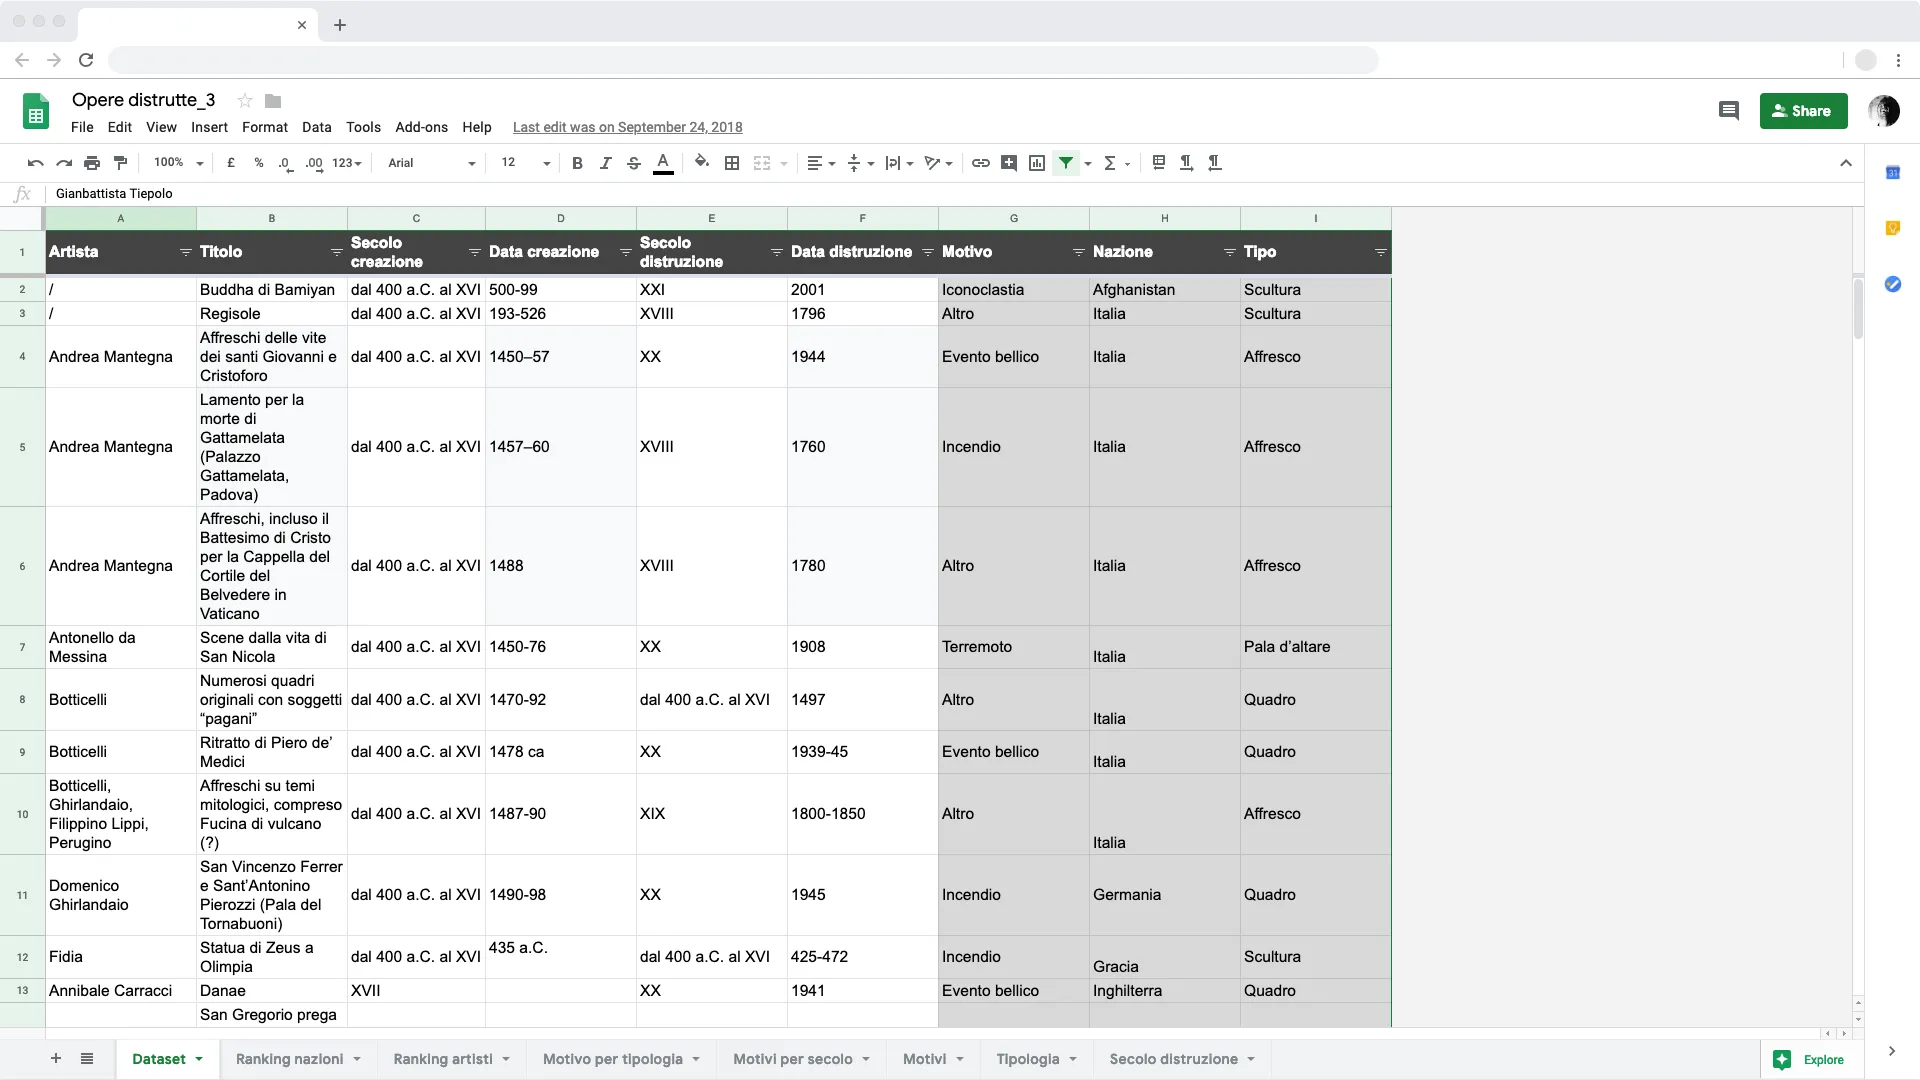 Opere distrutte_3
File Edit View Insert Format Data Tools Add-ons Help Last edit was on September 24, 2018
Share
100% £ % .0 .00 123 Arial 12 B I S A
fx Gianbattista Tiepolo
A B C D E F G H I
1 Artista Titolo Secolo creazione Data creazione Secolo distruzione Data distruzione Motivo Nazione Tipo
2 / Buddha di Bamiyan dal 400 a.C. al XVI 500-99 XXI 2001 Iconoclastia Afghanistan Scultura
3 / Regisole dal 400 a.C. al XVI 193-526 XVIII 1796 Altro Italia Scultura
4 Andrea Mantegna Affreschi delle vite dei santi Giovanni e Cristoforo dal 400 a.C. al XVI 1450–57 XX 1944 Evento bellico Italia Affresco
5 Andrea Mantegna Lamento per la morte di Gattamelata (Palazzo Gattamelata, Padova) dal 400 a.C. al XVI 1457–60 XVIII 1760 Incendio Italia Affresco
6 Andrea Mantegna Affreschi, incluso il Battesimo di Cristo per la Cappella del Cortile del Belvedere in Vaticano dal 400 a.C. al XVI 1488 XVIII 1780 Altro Italia Affresco
7 Antonello da Messina Scene dalla vita di San Nicola dal 400 a.C. al XVI 1450-76 XX 1908 Terremoto Italia Pala d’altare
8 Botticelli Numerosi quadri originali con soggetti “pagani” dal 400 a.C. al XVI 1470-92 dal 400 a.C. al XVI 1497 Altro Italia Quadro
9 Botticelli Ritratto di Piero de’ Medici dal 400 a.C. al XVI 1478 ca XX 1939-45 Evento bellico Italia Quadro
10 Botticelli, Ghirlandaio, Filippino Lippi, Perugino Affreschi su temi mitologici, compreso Fucina di vulcano (?) dal 400 a.C. al XVI 1487-90 XIX 1800-1850 Altro Italia Affresco
11 Domenico Ghirlandaio San Vincenzo Ferrer e Sant’Antonino Pierozzi (Pala del Tornabuoni) dal 400 a.C. al XVI 1490-98 XX 1945 Incendio Germania Quadro
12 Fidia Statua di Zeus a Olimpia dal 400 a.C. al XVI 435 a.C. dal 400 a.C. al XVI 425-472 Incendio Gracia Scultura
13 Annibale Carracci Danae XVII XX 1941 Evento bellico Inghilterra Quadro
San Gregorio prega
Dataset Ranking nazioni Ranking artisti Motivo per tipologia Motivi per secolo Motivi Tipologia Secolo distruzione Explore
31